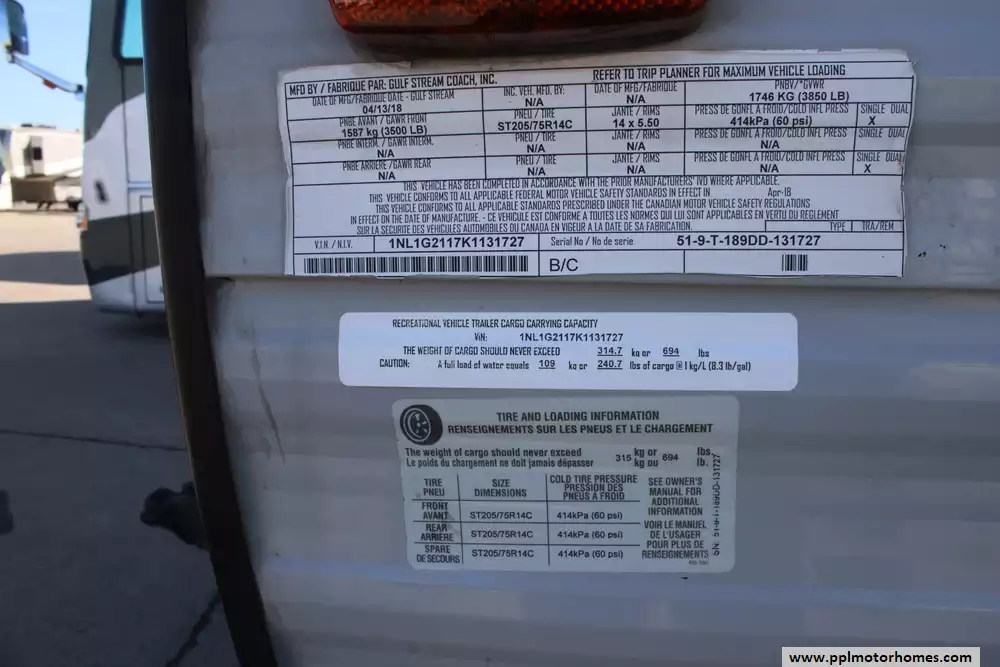 MFD BY / FABRIQUE PAR: GULF STREAM COACH, INC. REFER TO TRIP PLANNER FOR MAXIMUM VEHICLE LOADING
DATE OF MFG/FABRIQUE DATE - GULF STREAM INC. VEH. MFG. BY: DATE OF MFG/FABRIQUE PNBV/*GVWR
04/13/18 N/A N/A 1746 KG (3850 LB)
PNBE AVANT / GAWR FRONT PNEU / TIRE JANTE / RIMS PRESS DE GONFL A FROID/COLD INFL PRESS SINGLE DUAL
1587 kg (3500 LB) ST205/75R14C 14 x 5.50 414kPa (60 psi) X
PNBE INTERM. / GAWR INTERM. PNEU / TIRE JANTE / RIMS PRESS DE GONFL A FROID/COLD INFL PRESS SINGLE DUAL
N/A N/A N/A N/A
PNBE ARRIÈRE / GAWR REAR PNEU / TIRE JANTE / RIMS PRESS DE GONFL A FROID/COLD INFL PRESS SINGLE DUAL
N/A N/A N/A N/A X
THIS VEHICLE HAS BEEN COMPLETED IN ACCORDANCE WITH THE PRIOR MANUFACTURERS' IVD WHERE APPLICABLE.
THIS VEHICLE CONFORMS TO ALL APPLICABLE FEDERAL MOTOR VEHICLE SAFETY STANDARDS IN EFFECT IN Apr-18
THIS VEHICLE CONFORMS TO ALL APPLICABLE STANDARDS PRESCRIBED UNDER THE CANADIAN MOTOR VEHICLE SAFETY REGULATIONS
IN EFFECT ON THE DATE OF MANUFACTURE. - CE VEHICULE EST CONFORME A TOUTES LES NORMES QUI LUI SONT APPLICABLES EN VERTU DU REGLEMENT
SUR LA SECURITE DES VEHICULES AUTOMOBILES DU CANADA EN VIGUEUR A LA DATE DE SA FABRICATION. TYPE TRA/REM
V.I.N. / N.I.V. 1NL1G2117K1131727 Serial No / No de serie 51-9-T-189DD-131727
B/C
RECREATIONAL VEHICLE TRAILER CARGO CARRYING CAPACITY
VIN: 1NL1G2117K1131727
THE WEIGHT OF CARGO SHOULD NEVER EXCEED 314.7 kg or 694 lbs
CAUTION: A full load of water equals 109 kg or 240.7 lbs of cargo @ 1 kg/L (8.3 lb/gal)
TIRE AND LOADING INFORMATION
RENSEIGNEMENTS SUR LES PNEUS ET LE CHARGEMENT
The weight of cargo should never exceed 315 kg or 694 lbs.
Le poids du chargement ne doit jamais dépasser kg ou lb.
TIRE SIZE COLD TIRE PRESSURE SEE OWNER'S
PNEU DIMENSIONS PRESSION DES MANUAL FOR
PNEUS A FROID ADDITIONAL
FRONT INFORMATION
AVANT ST205/75R14C 414kPa (60 psi) VOIR LE MANUEL
REAR DE L'USAGER
ARRIÈRE ST205/75R14C 414kPa (60 psi) POUR PLUS DE
SPARE RENSEIGNEMENTS
DE SECOURS ST205/75R14C 414kPa (60 psi)
S/N: 51-9-T-189DD-131727
www.pplmotorhomes.com